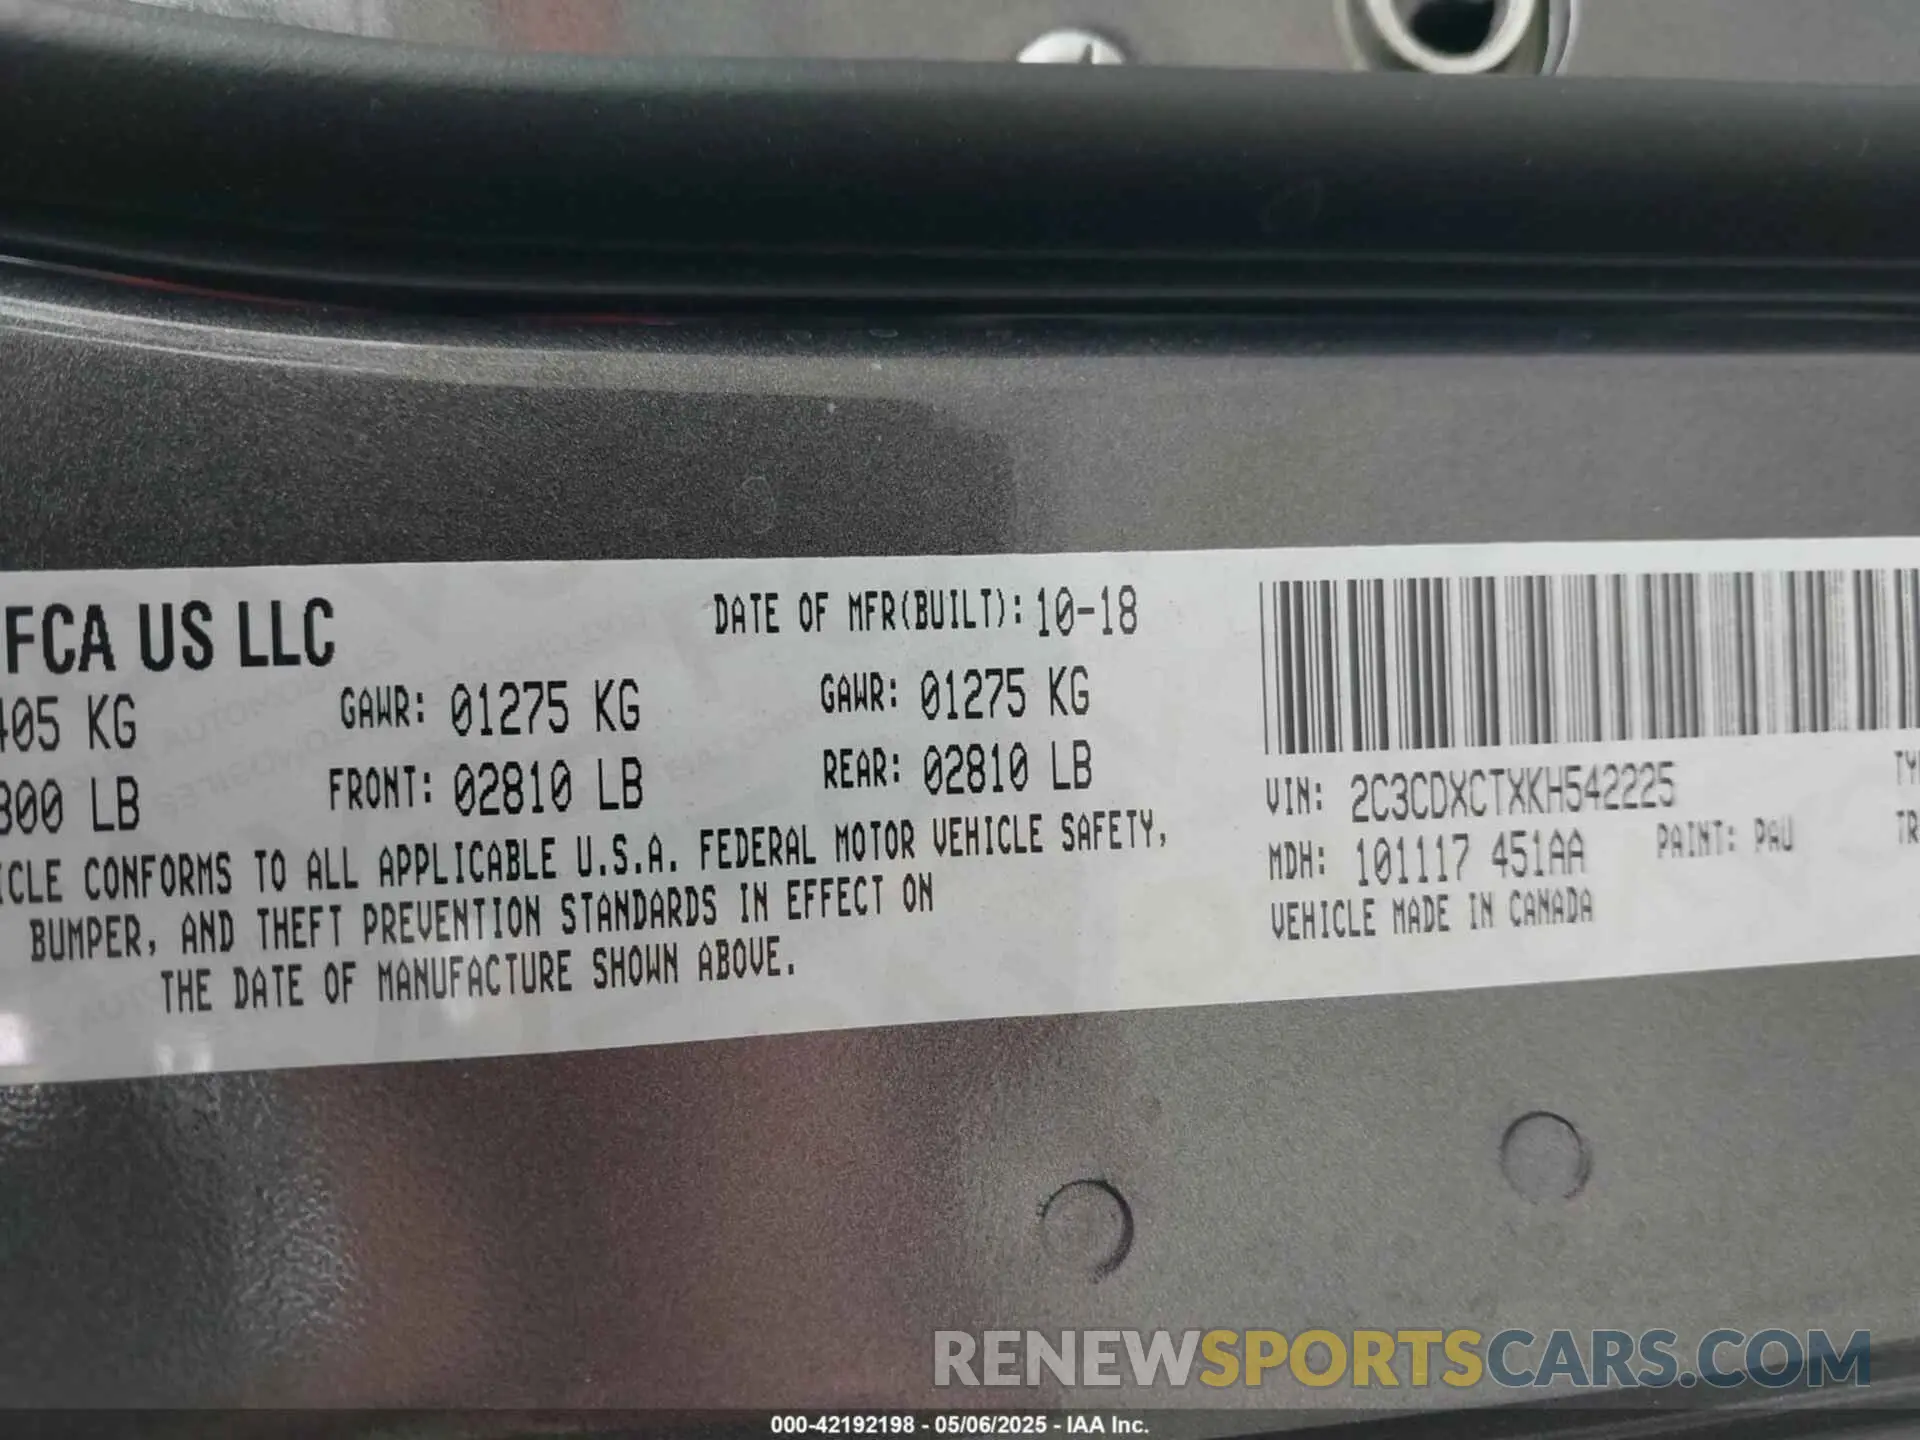 FCA US LLC
DATE OF MFR(BUILT): 10-18
405 KG GAWR: 01275 KG GAWR: 01275 KG
800 LB FRONT: 02810 LB REAR: 02810 LB
CONFORMS TO ALL APPLICABLE U.S.A. FEDERAL MOTOR VEHICLE SAFETY,
BUMPER, AND THEFT PREVENTION STANDARDS IN EFFECT ON
THE DATE OF MANUFACTURE SHOWN ABOVE.
VIN: 2C3CDXCTXKH542225
MDH: 101117 451AA PAINT: PAU
VEHICLE MADE IN CANADA
RENEWSPORTSCARS.COM
000-42192198 - 05/06/2025 - IAA Inc.